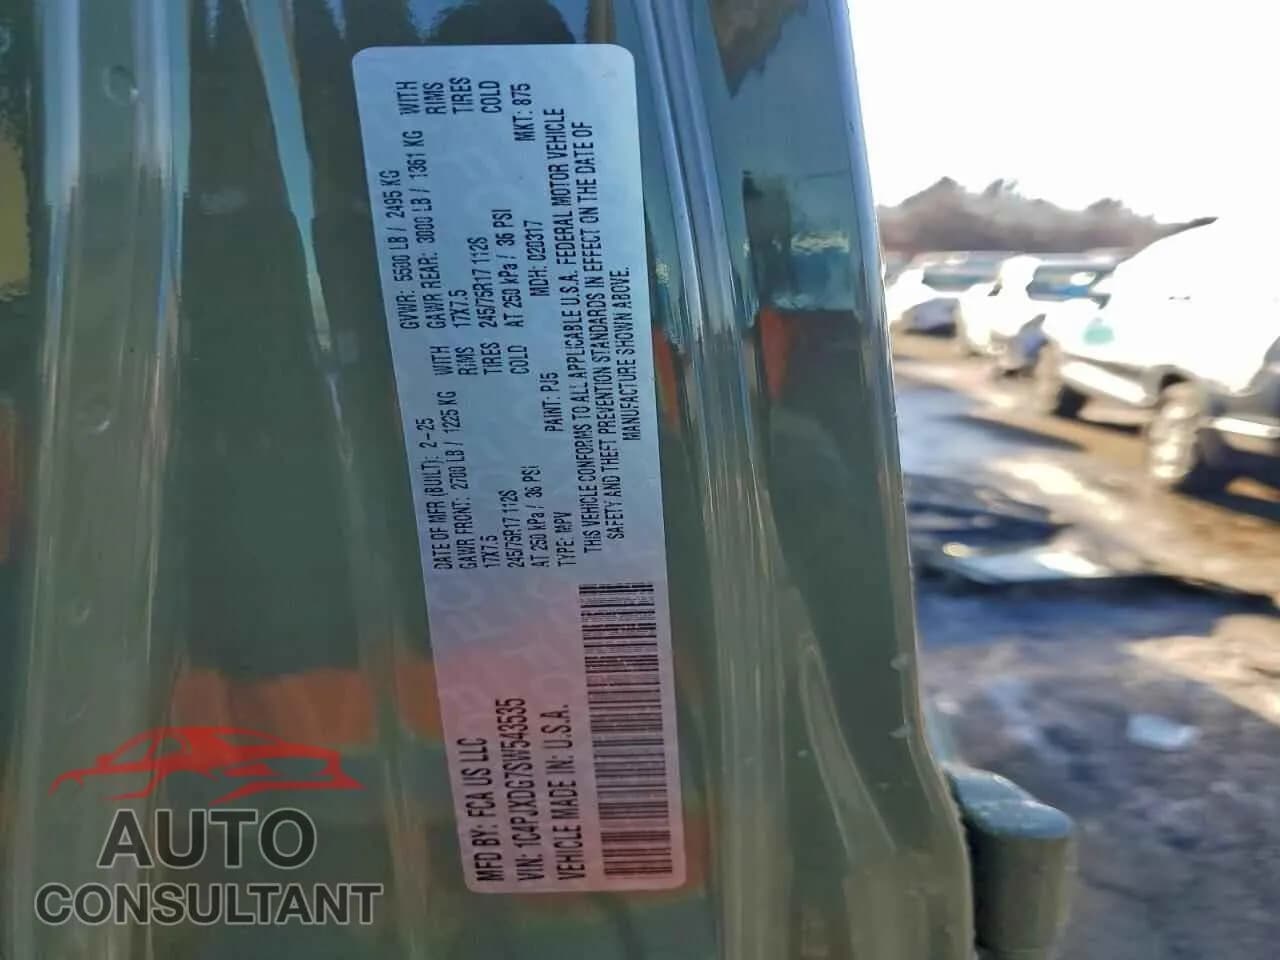 MFD BY: FCA US LLC
VIN: 1C4PJXDG7SW543535
VEHICLE MADE IN: U.S.A.
DATE OF MFR (BUILT): 2-25
GVWR: 5500 LB / 2495 KG
GAWR FRONT: 2700 LB / 1225 KG WITH
GAWR REAR: 3000 LB / 1361 KG WITH
17X7.5 RIMS
17X7.5 RIMS
245/75R17 112S TIRES
245/75R17 112S TIRES
AT 250 kPa / 36 PSI COLD
AT 250 kPa / 36 PSI COLD
TYPE: MPV PAINT: PJ5 MDH: 020317 MKT: 875
THIS VEHICLE CONFORMS TO ALL APPLICABLE U.S.A. FEDERAL MOTOR VEHICLE
SAFETY AND THEFT PREVENTION STANDARDS IN EFFECT ON THE DATE OF
MANUFACTURE SHOWN ABOVE.
AUTO
CONSULTANT